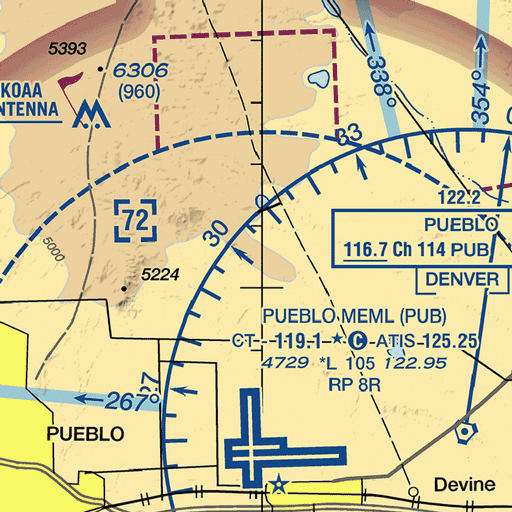 5393
6306
(960)
KOAA
NTENNA
338°
354°
33
122.2
72
30
PUEBLO
116.7 Ch 114 PUB
DENVER
5000
5224
PUEBLO MEML (PUB)
CT - 119.1 ★ C ATIS 125.25
4729 *L 105 122.95
RP 8R
27
267°
PUEBLO
Devine